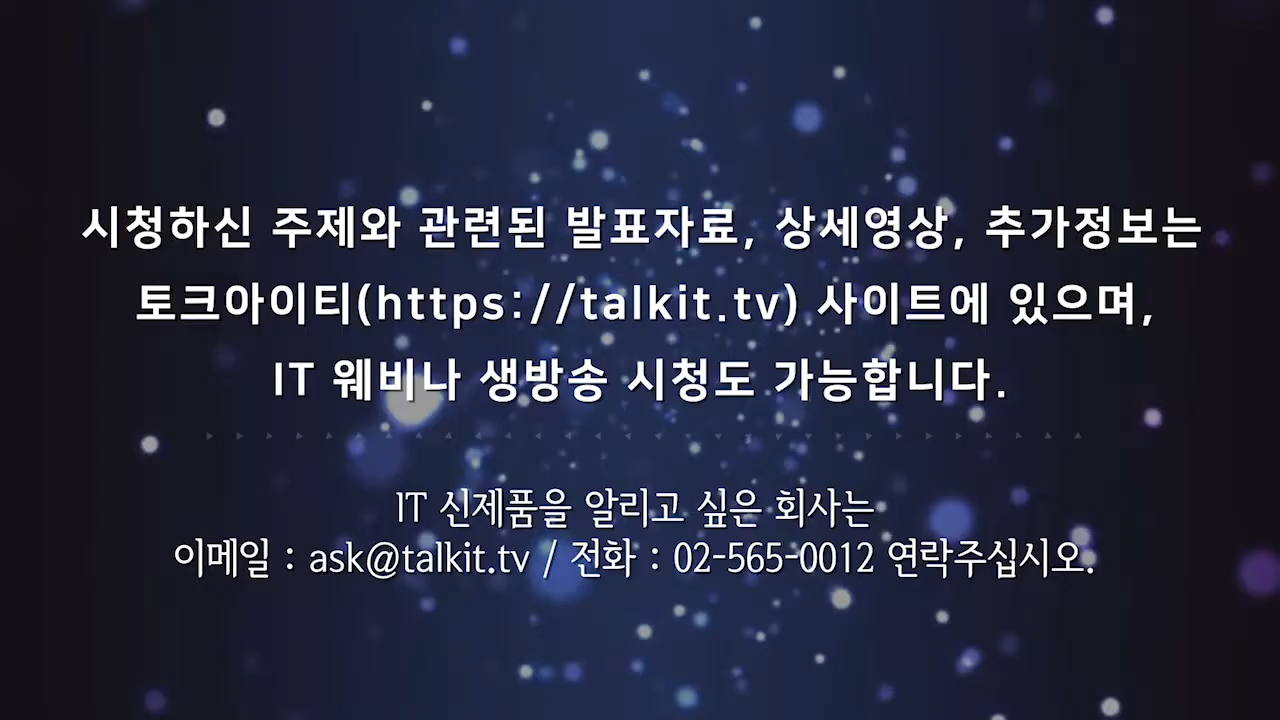 시청하신 주제와 관련된 발표자료, 상세영상, 추가정보는
토크아이티(https://talkit.tv) 사이트에 있으며,
IT 웨비나 생방송 시청도 가능합니다.
IT 신제품을 알리고 싶은 회사는
이메일 : ask@talkit.tv / 전화 : 02-565-0012 연락주십시오.